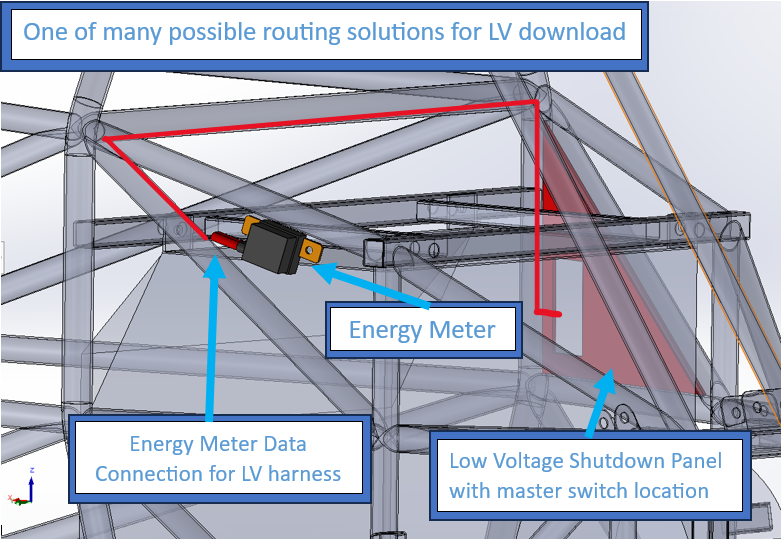 One of many possible routing solutions for LV download
Energy Meter
Energy Meter Data
Connection for LV harness
Low Voltage Shutdown Panel
with master switch location
z
x